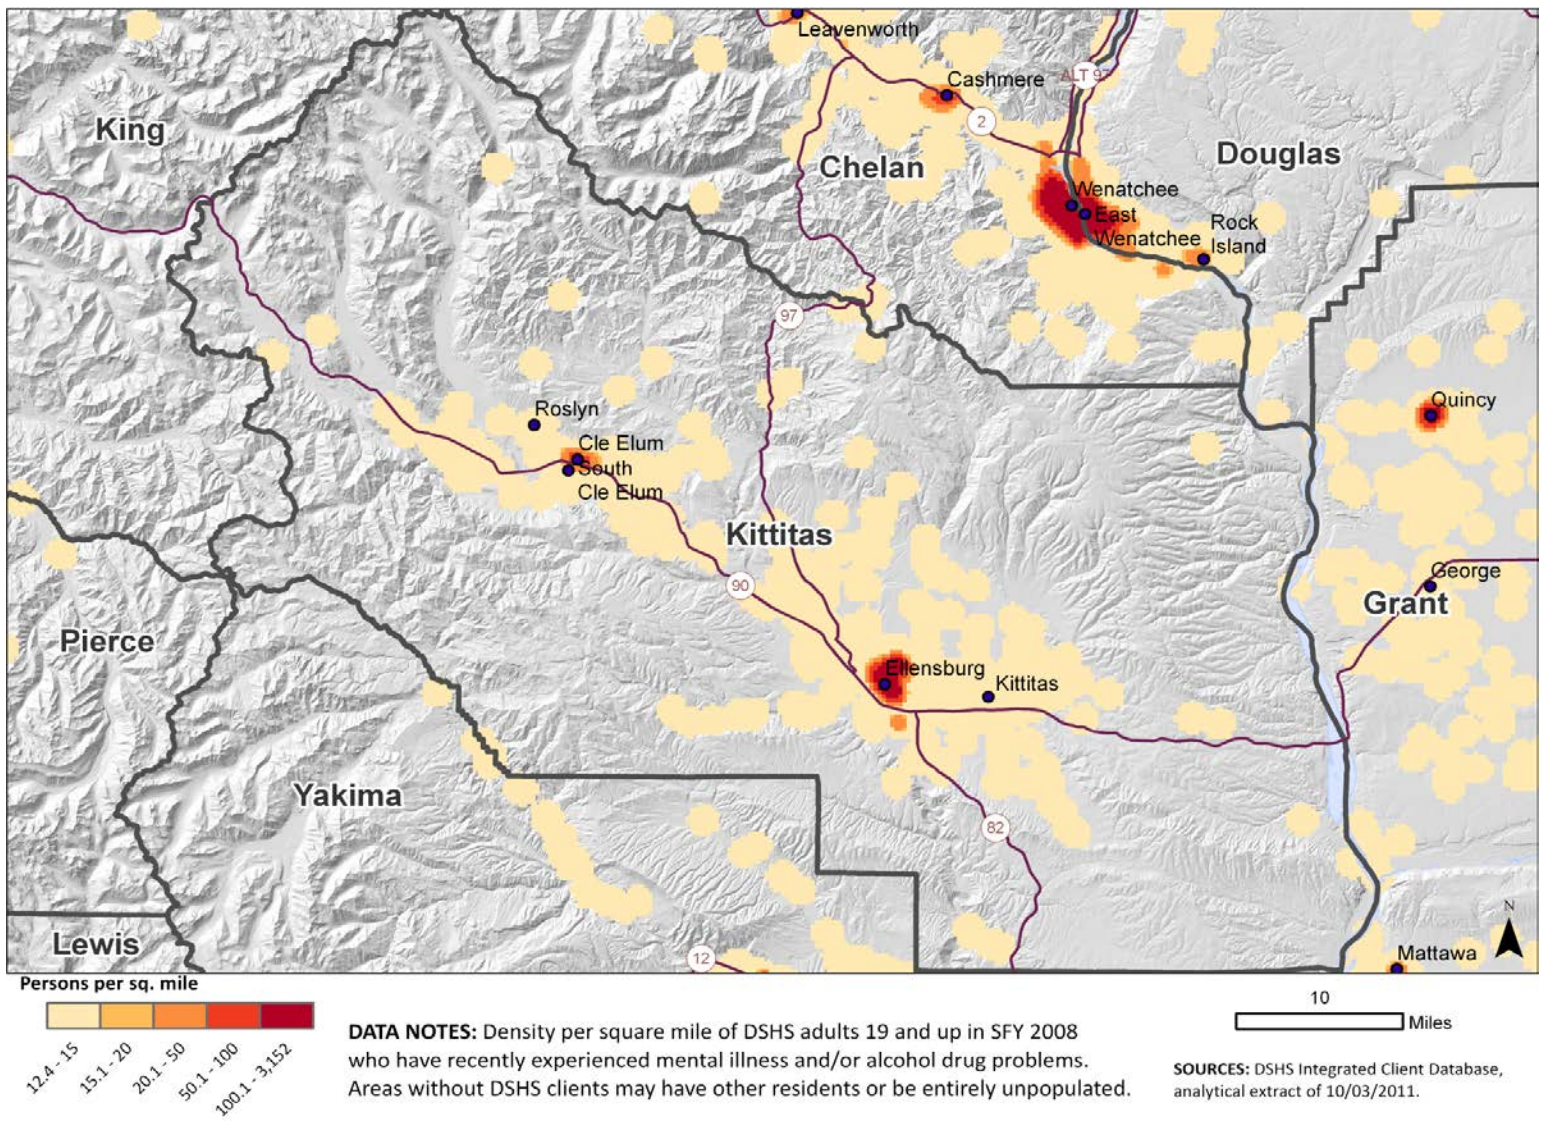 Leavenworth
Cashmere
ALT 97
2
King
Chelan
Douglas
Wenatchee
East
Wenatchee
Rock
Island
97
Roslyn
Quincy
Cle Elum
South
Cle Elum
Kittitas
90
George
Grant
Pierce
Ellensburg
Kittitas
Yakima
82
Lewis
12
N
Mattawa
Persons per sq. mile
12.4 - 15
15.1 - 20
20.1 - 50
50.1 - 100
100.1 - 3,152
DATA NOTES: Density per square mile of DSHS adults 19 and up in SFY 2008
who have recently experienced mental illness and/or alcohol drug problems.
Areas without DSHS clients may have other residents or be entirely unpopulated.
10
Miles
SOURCES: DSHS Integrated Client Database,
analytical extract of 10/03/2011.